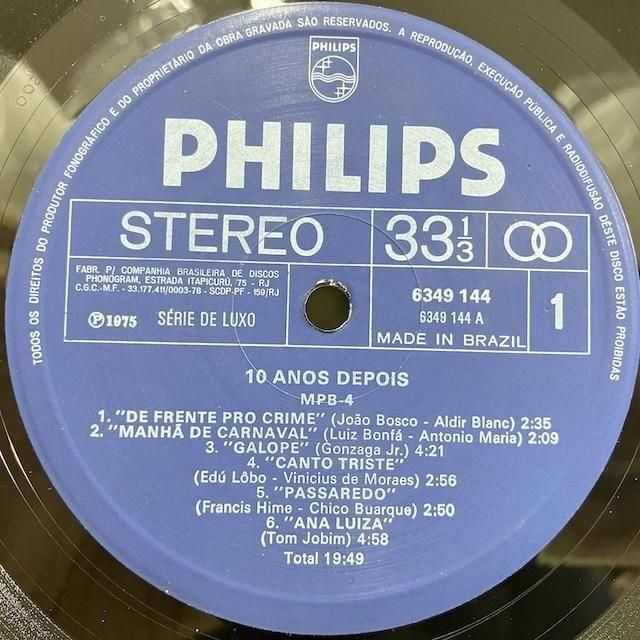 TODOS OS DIREITOS DO PRODUTOR FONOGRÁFICO E DO PROPRIETÁRIO DA OBRA GRAVADA SÃO RESERVADOS. A REPRODUÇÃO, EXECUÇÃO PÚBLICA E RADIODIFUSÃO DÊSTE DISCO ESTÃO PROIBIDAS
PHILIPS
PHILIPS
STEREO 33 1/3
FABR. P/ COMPANHIA BRASILEIRA DE DISCOS
PHONOGRAM, ESTRADA ITAPICURÚ, 75 - RJ
C.G.C.-M.F. - 33.177.411/0003-78 - SCDP-PF - 159/RJ
6349 144
6349 144 A
1
℗1975 SÉRIE DE LUXO
MADE IN BRAZIL
10 ANOS DEPOIS
MPB-4
1. "DE FRENTE PRO CRIME" (João Bosco - Aldir Blanc) 2:35
2. "MANHÃ DE CARNAVAL" (Luiz Bonfá - Antonio Maria) 2:09
3. "GALOPE" (Gonzaga Jr.) 4:21
4. "CANTO TRISTE"
(Edú Lôbo - Vinicius de Moraes) 2:56
5. "PASSAREDO"
(Francis Hime - Chico Buarque) 2:50
6. "ANA LUIZA"
(Tom Jobim) 4:58
Total 19:49